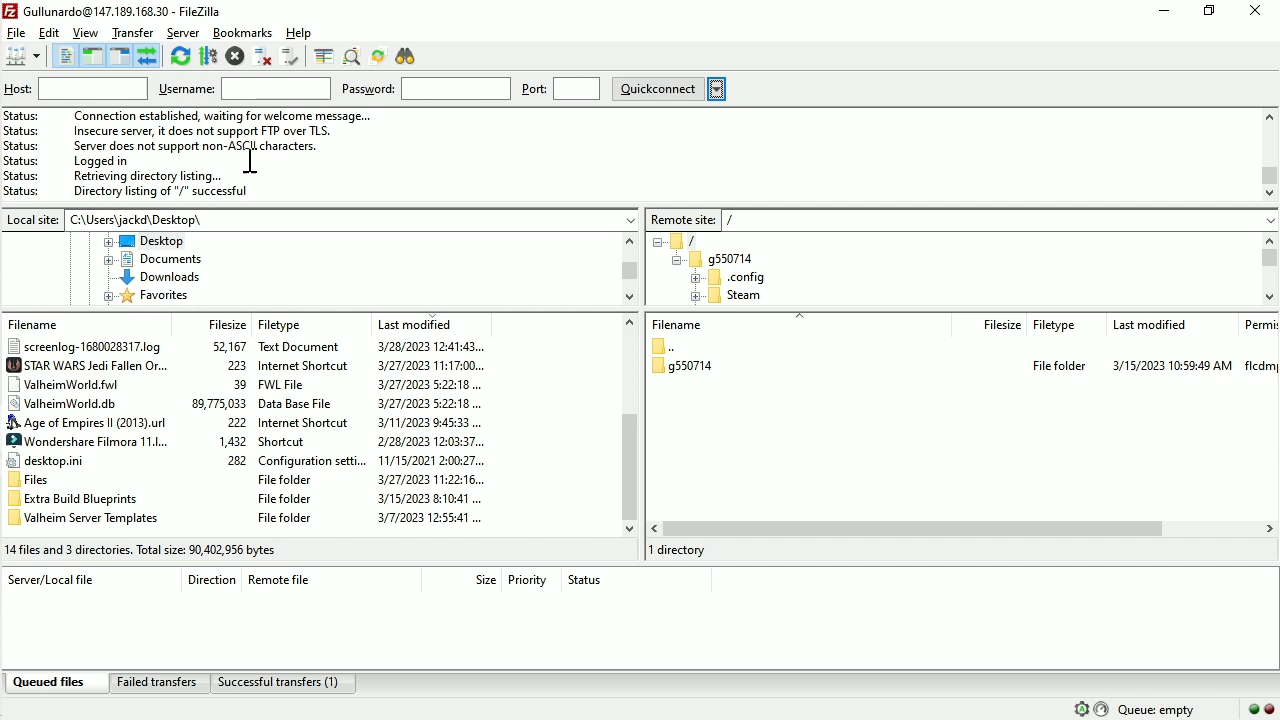 Gullunardo@147.189.168.30 - FileZilla
File Edit View Transfer Server Bookmarks Help
Host: Username: Password: Port: Quickconnect
Status: Connection established, waiting for welcome message...
Status: Insecure server, it does not support FTP over TLS.
Status: Server does not support non-ASCII characters.
Status: Logged in
Status: Retrieving directory listing...
Status: Directory listing of "/" successful
Local site: C:\Users\jackd\Desktop\
Desktop
Documents
Downloads
Favorites
Remote site: /
/
g550714
.config
Steam
Filename Filesize Filetype Last modified
screenlog-1680028317.log 52,167 Text Document 3/28/2023 12:41:43...
STAR WARS Jedi Fallen Or... 223 Internet Shortcut 3/27/2023 11:17:00...
ValheimWorld.fwl 39 FWL File 3/27/2023 5:22:18 ...
ValheimWorld.db 89,775,033 Data Base File 3/27/2023 5:22:18 ...
Age of Empires II (2013).url 222 Internet Shortcut 3/11/2023 9:45:33 ...
Wondershare Filmora 11.l... 1,432 Shortcut 2/28/2023 12:03:37...
desktop.ini 282 Configuration setti... 11/15/2021 2:00:27...
Files File folder 3/27/2023 11:22:16...
Extra Build Blueprints File folder 3/15/2023 8:10:41 ...
Valheim Server Templates File folder 3/7/2023 12:55:41 ...
14 files and 3 directories. Total size: 90,402,956 bytes
Filename Filesize Filetype Last modified Permis
..
g550714 File folder 3/15/2023 10:59:49 AM flcdmp
1 directory
Server/Local file Direction Remote file Size Priority Status
Queued files Failed transfers Successful transfers (1)
Queue: empty